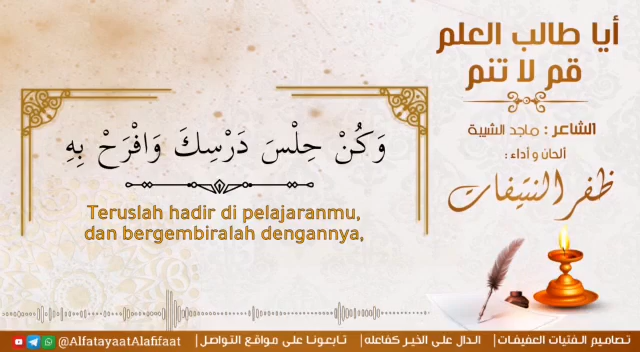 أيا طالب العلم
قم لا تنم
الشاعر : ماجد الشيبة
ألحان و أداء :
ظفر النتيفات
وَكُنْ حِلْسَ دَرْسِكَ وَافْرَحْ بِهِ
Teruslah hadir di pelajaranmu,
dan bergembiralah dengannya,
تصاميم الفتيات العفيفات| الدال على الخير كفاعله| تابعونا على مواقع التواصل| @AlfatayaatAlafifaat